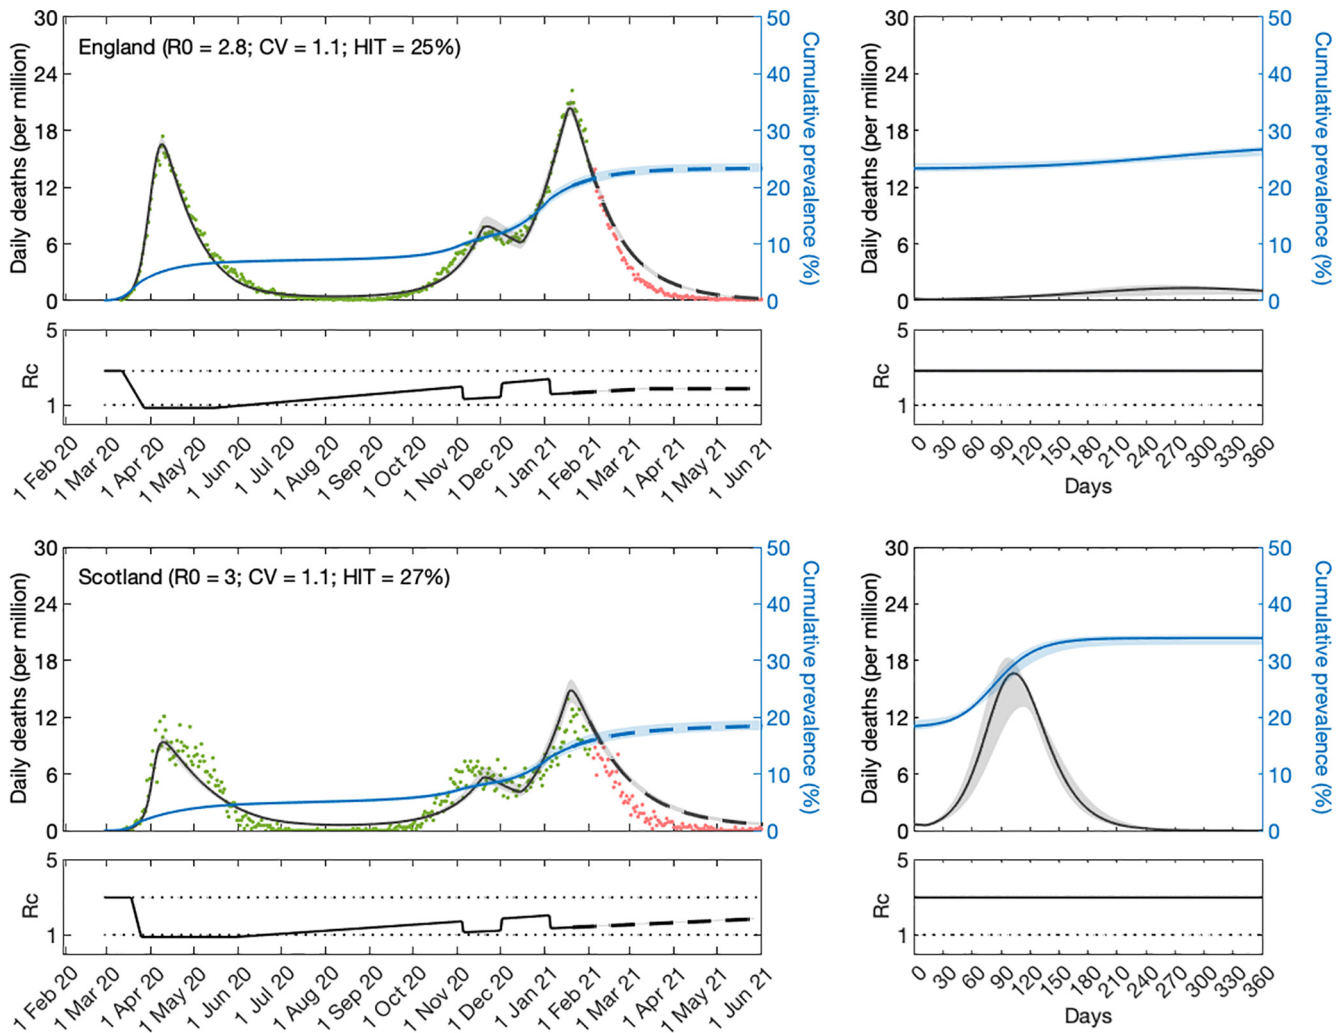 England (R0 = 2.8; CV = 1.1; HIT = 25%)
Daily deaths (per million)
30
24
18
12
6
0
Cumulative prevalence (%)
50
40
30
20
10
0
Daily deaths (per million)
30
24
18
12
6
0
Cumulative prevalence (%)
50
40
30
20
10
0
Rc
5
1
1 Feb 20
1 Mar 20
1 Apr 20
1 May 20
1 Jun 20
1 Jul 20
1 Aug 20
1 Sep 20
1 Oct 20
1 Nov 20
1 Dec 20
1 Jan 21
1 Feb 21
1 Mar 21
1 Apr 21
1 May 21
1 Jun 21
Rc
5
1
0
30
60
90
120
150
180
210
240
270
300
330
360
Days
Scotland (R0 = 3; CV = 1.1; HIT = 27%)
Daily deaths (per million)
30
24
18
12
6
0
Cumulative prevalence (%)
50
40
30
20
10
0
Daily deaths (per million)
30
24
18
12
6
0
Cumulative prevalence (%)
50
40
30
20
10
0
Rc
5
1
1 Feb 20
1 Mar 20
1 Apr 20
1 May 20
1 Jun 20
1 Jul 20
1 Aug 20
1 Sep 20
1 Oct 20
1 Nov 20
1 Dec 20
1 Jan 21
1 Feb 21
1 Mar 21
1 Apr 21
1 May 21
1 Jun 21
Rc
5
1
0
30
60
90
120
150
180
210
240
270
300
330
360
Days